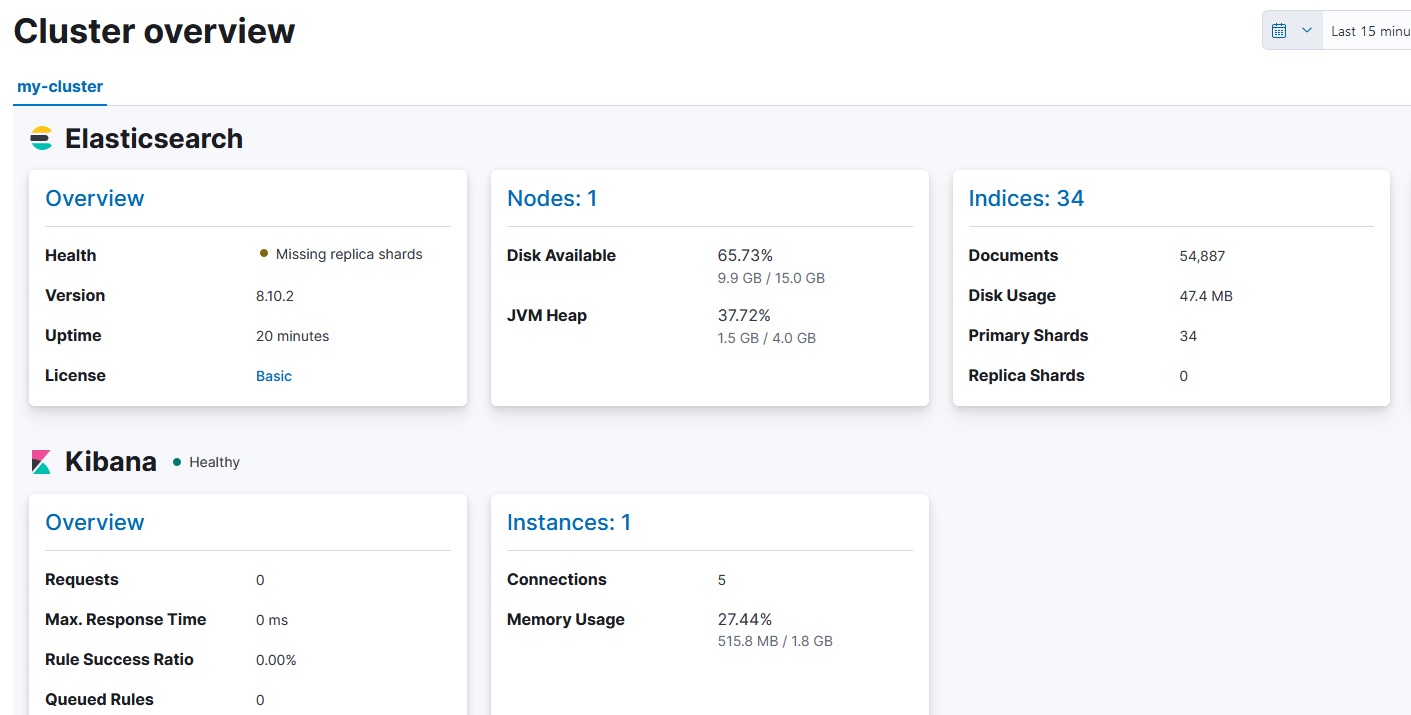 Cluster overview
Last 15 minu
my-cluster
Elasticsearch
Overview
Health Missing replica shards
Version 8.10.2
Uptime 20 minutes
License Basic
Nodes: 1
Disk Available 65.73%
9.9 GB / 15.0 GB
JVM Heap 37.72%
1.5 GB / 4.0 GB
Indices: 34
Documents 54,887
Disk Usage 47.4 MB
Primary Shards 34
Replica Shards 0
Kibana Healthy
Overview
Requests 0
Max. Response Time 0 ms
Rule Success Ratio 0.00%
Queued Rules 0
Instances: 1
Connections 5
Memory Usage 27.44%
515.8 MB / 1.8 GB